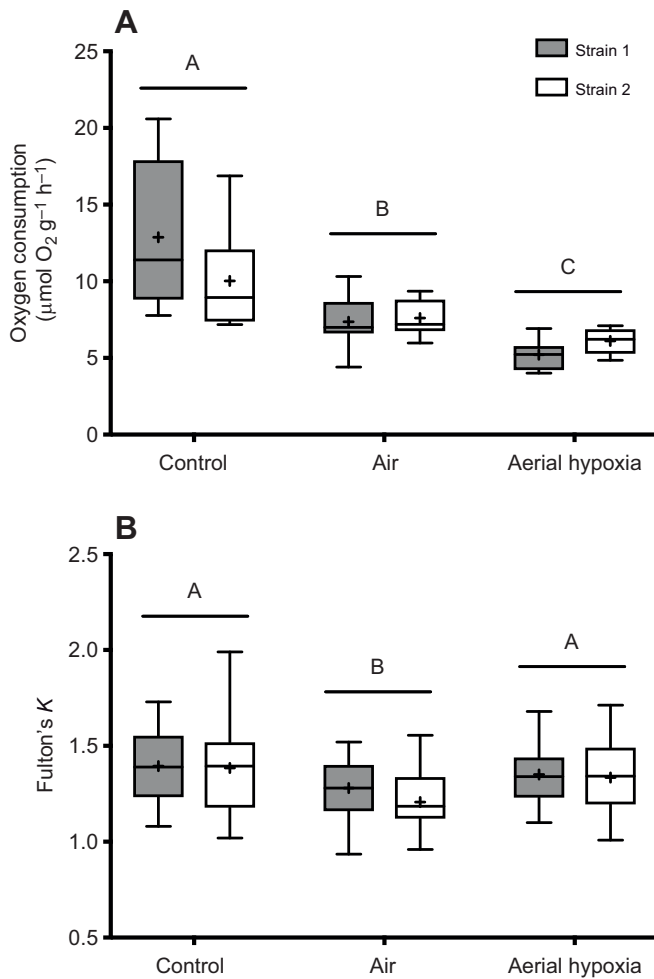 A
25
20
15
10
5
0
Oxygen consumption
(μmol O2 g–1 h–1)
A
B
C
Strain 1
Strain 2
Control
Air
Aerial hypoxia
B
2.5
2.0
1.5
1.0
0.5
Fulton's K
A
B
A
Control
Air
Aerial hypoxia